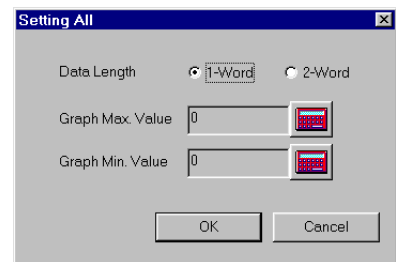 Setting All
Data Length 1-Word 2-Word
Graph Max. Value 0
Graph Min. Value 0
OK Cancel